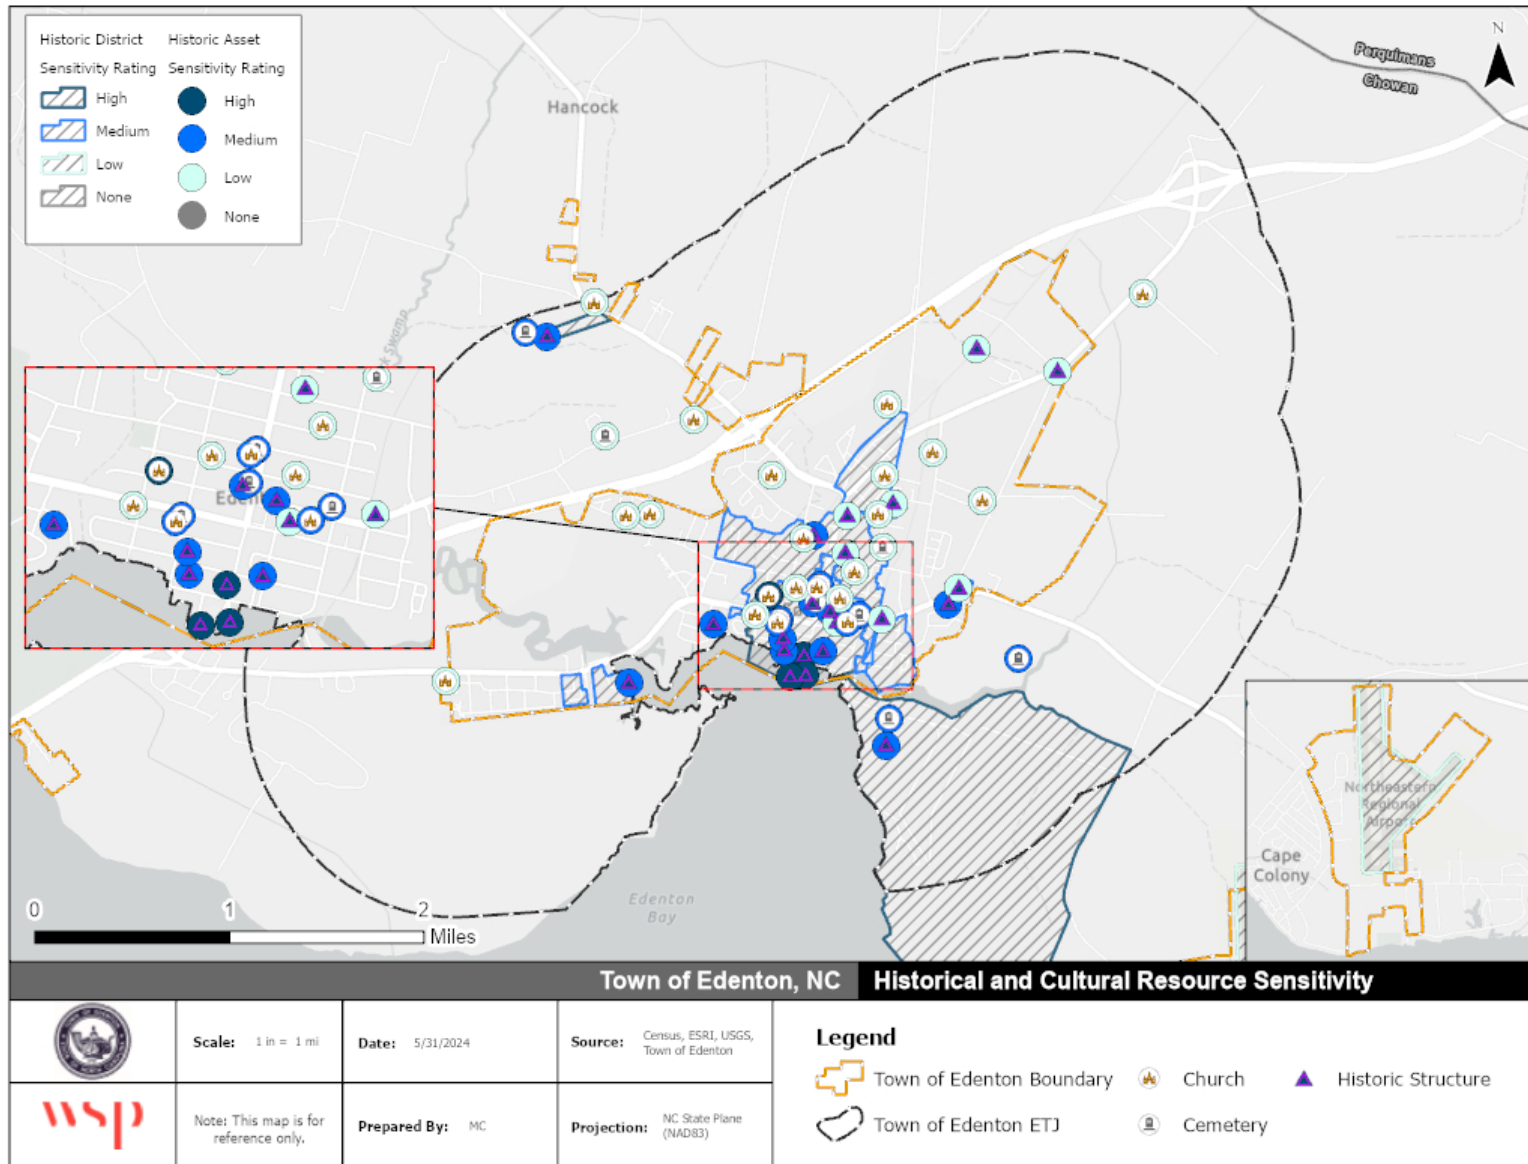 Historic District
Sensitivity Rating
High
Medium
Low
None
Historic Asset
Sensitivity Rating
High
Medium
Low
None
N
Perquimans
Chowan
Hancock
Swamp
Northeastern
Regional
Airport
Cape
Colony
Edenton
Bay
0 1 2
Miles
Town of Edenton, NC
Historical and Cultural Resource Sensitivity
Scale: 1 in = 1 mi
Date: 5/31/2024
Source: Census, ESRI, USGS,
Town of Edenton
wsp
Note: This map is for
reference only.
Prepared By: MC
Projection: NC State Plane
(NAD83)
Legend
Town of Edenton Boundary
Church
Historic Structure
Town of Edenton ETJ
Cemetery